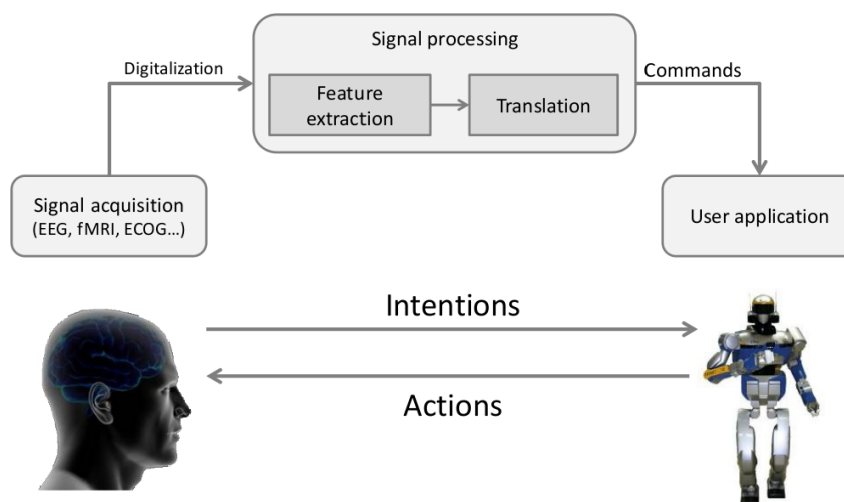 Signal processing
Digitalization
Commands
Feature
extraction
Translation
Signal acquisition
(EEG, fMRI, ECOG...)
User application
Intentions
Actions